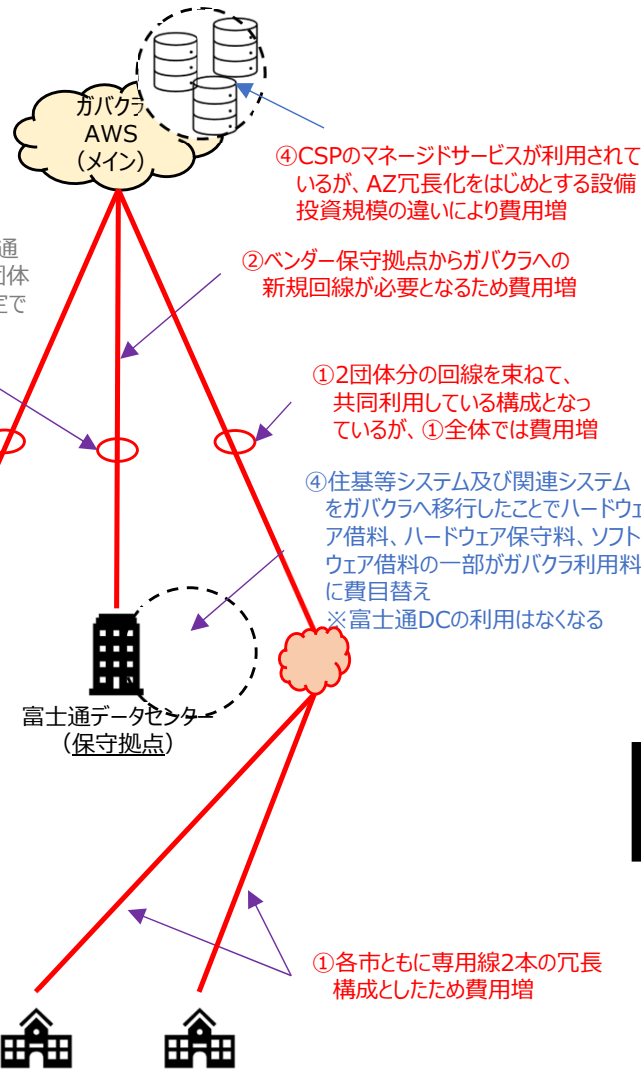 ガバクラ
AWS
(メイン)
④CSPのマネージドサービスが利用されて
いるが、AZ冗長化をはじめとする設備
投資規模の違いにより費用増
②ベンダー保守拠点からガバクラへの
新規回線が必要となるため費用増
①2団体分の回線を束ねて、
共同利用している構成となっ
ているが、①全体では費用増
④住基等システム及び関連システム
をガバクラへ移行したことでハードウェ
ア借料、ハードウェア保守料、ソフト
ウェア借料の一部がガバクラ利用料
に費目替え
※富士通DCの利用はなくなる
富士通データセンター
(保守拠点)
①各市ともに専用線2本の冗長
構成としたため費用増